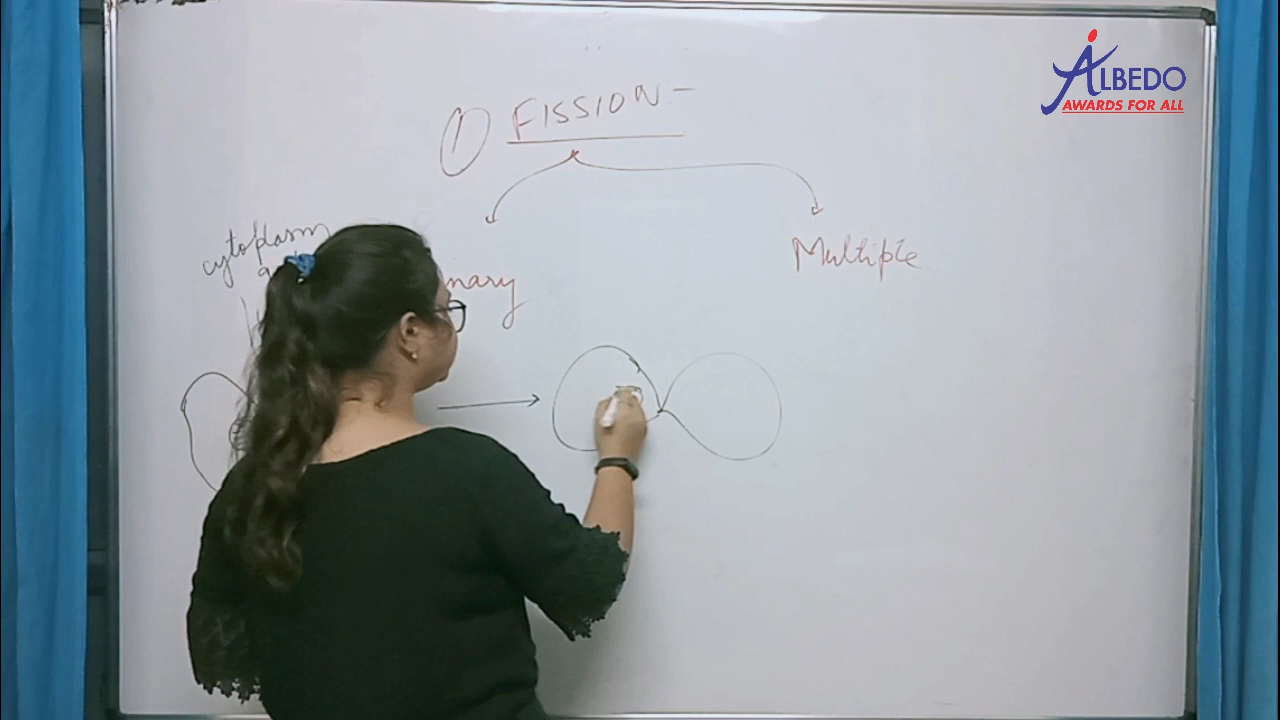 ALBEDO
AWARDS FOR ALL
1) FISSION -
cytoplasm
nary
Multiple